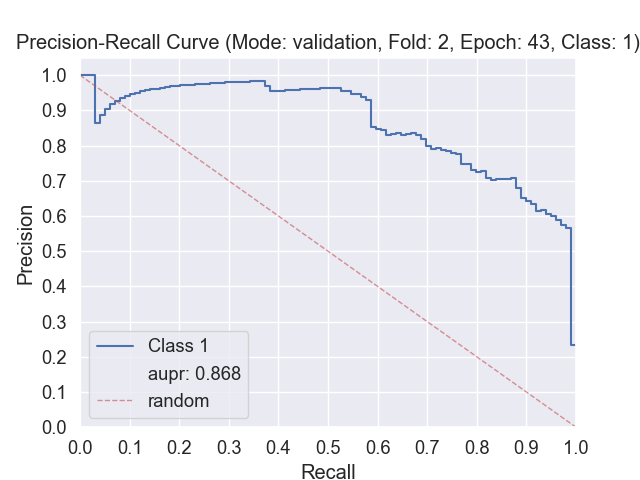 Precision-Recall Curve (Mode: validation, Fold: 2, Epoch: 43, Class: 1)
1.0
0.9
0.8
0.7
0.6
0.5
0.4
0.3
0.2
0.1
0.0
Precision
Class 1
aupr: 0.868
random
0.0 0.1 0.2 0.3 0.4 0.5 0.6 0.7 0.8 0.9 1.0
Recall